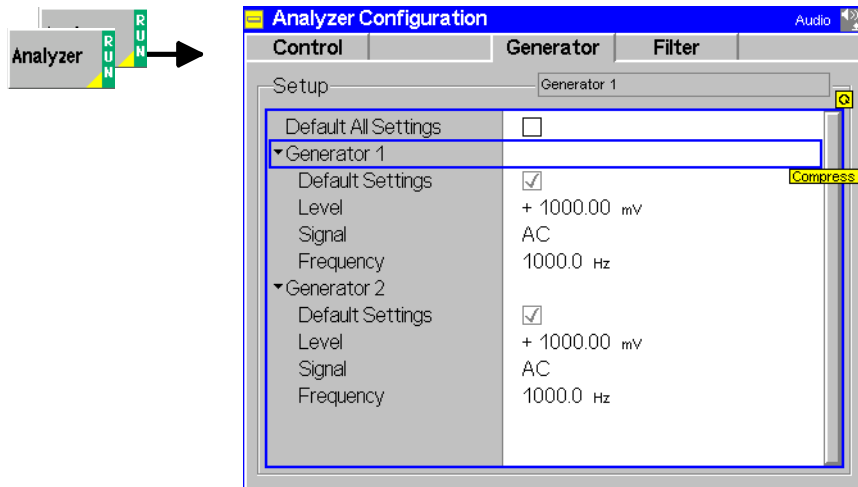 RUN
Analyzer
RUN
Analyzer Configuration
Audio
Control
Generator
Filter
Setup
Generator 1
Default All Settings
Generator 1
Compress
Default Settings
Level + 1000.00 mV
Signal AC
Frequency 1000.0 Hz
Generator 2
Default Settings
Level + 1000.00 mV
Signal AC
Frequency 1000.0 Hz